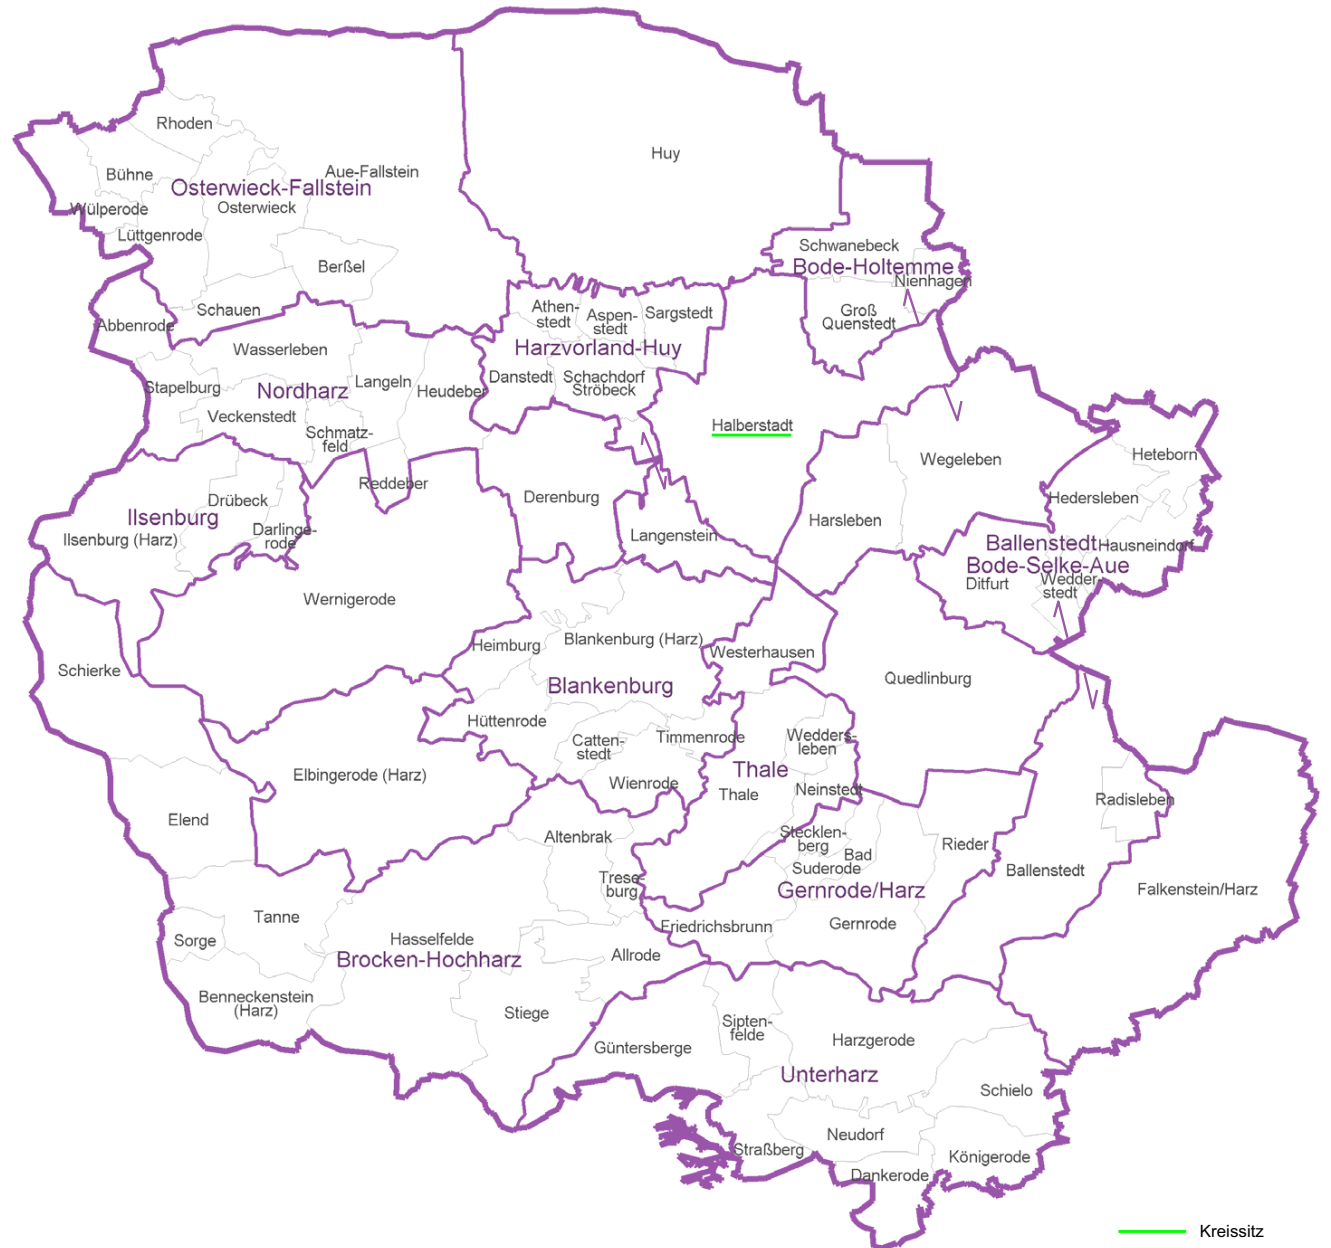 Rhoden
Huy
Bühne
Aue-Fallstein
Osterwieck-Fallstein
Wülperode
Osterwieck
Lüttgenrode
Schwanebeck
Berßel
Bode-Holtemme
Nienhagen
Schauen
Abbenrode
Athen-
stedt
Aspen-
stedt
Sargstedt
Groß
Quenstedt
Wasserleben
Harzvorland-Huy
Stapelburg
Nordharz
Langeln
Heudeber
Danstedt
Schachdorf
Ströbeck
Veckenstedt
Schmatz-
feld
Halberstadt
Wegeleben
Heteborn
Reddeber
Derenburg
Hedersleben
Drübeck
Ilsenburg
Ilsenburg (Harz)
Darlinge-
rode
Langenstein
Harsleben
Ballenstedt
Bode-Selke-Aue
Hausneindorf
Ditfurt
Wedder-
stedt
Wernigerode
Heimburg
Blankenburg (Harz)
Westerhausen
Schierke
Quedlinburg
Blankenburg
Hüttenrode
Catten-
stedt
Timmenrode
Wedders-
leben
Elbingerode (Harz)
Wienrode
Thale
Thale
Neinstedt
Radisleben
Elend
Altenbrak
Stecklen-
berg
Bad
Suderode
Rieder
Ballenstedt
Trese-
burg
Gernrode/Harz
Falkenstein/Harz
Tanne
Friedrichsbrunn
Gernrode
Sorge
Hasselfelde
Brocken-Hochharz
Allrode
Benneckenstein
(Harz)
Stiege
Sipten-
felde
Güntersberge
Harzgerode
Unterharz
Schielo
Neudorf
Straßberg
Königerode
Dankerode
Kreissitz